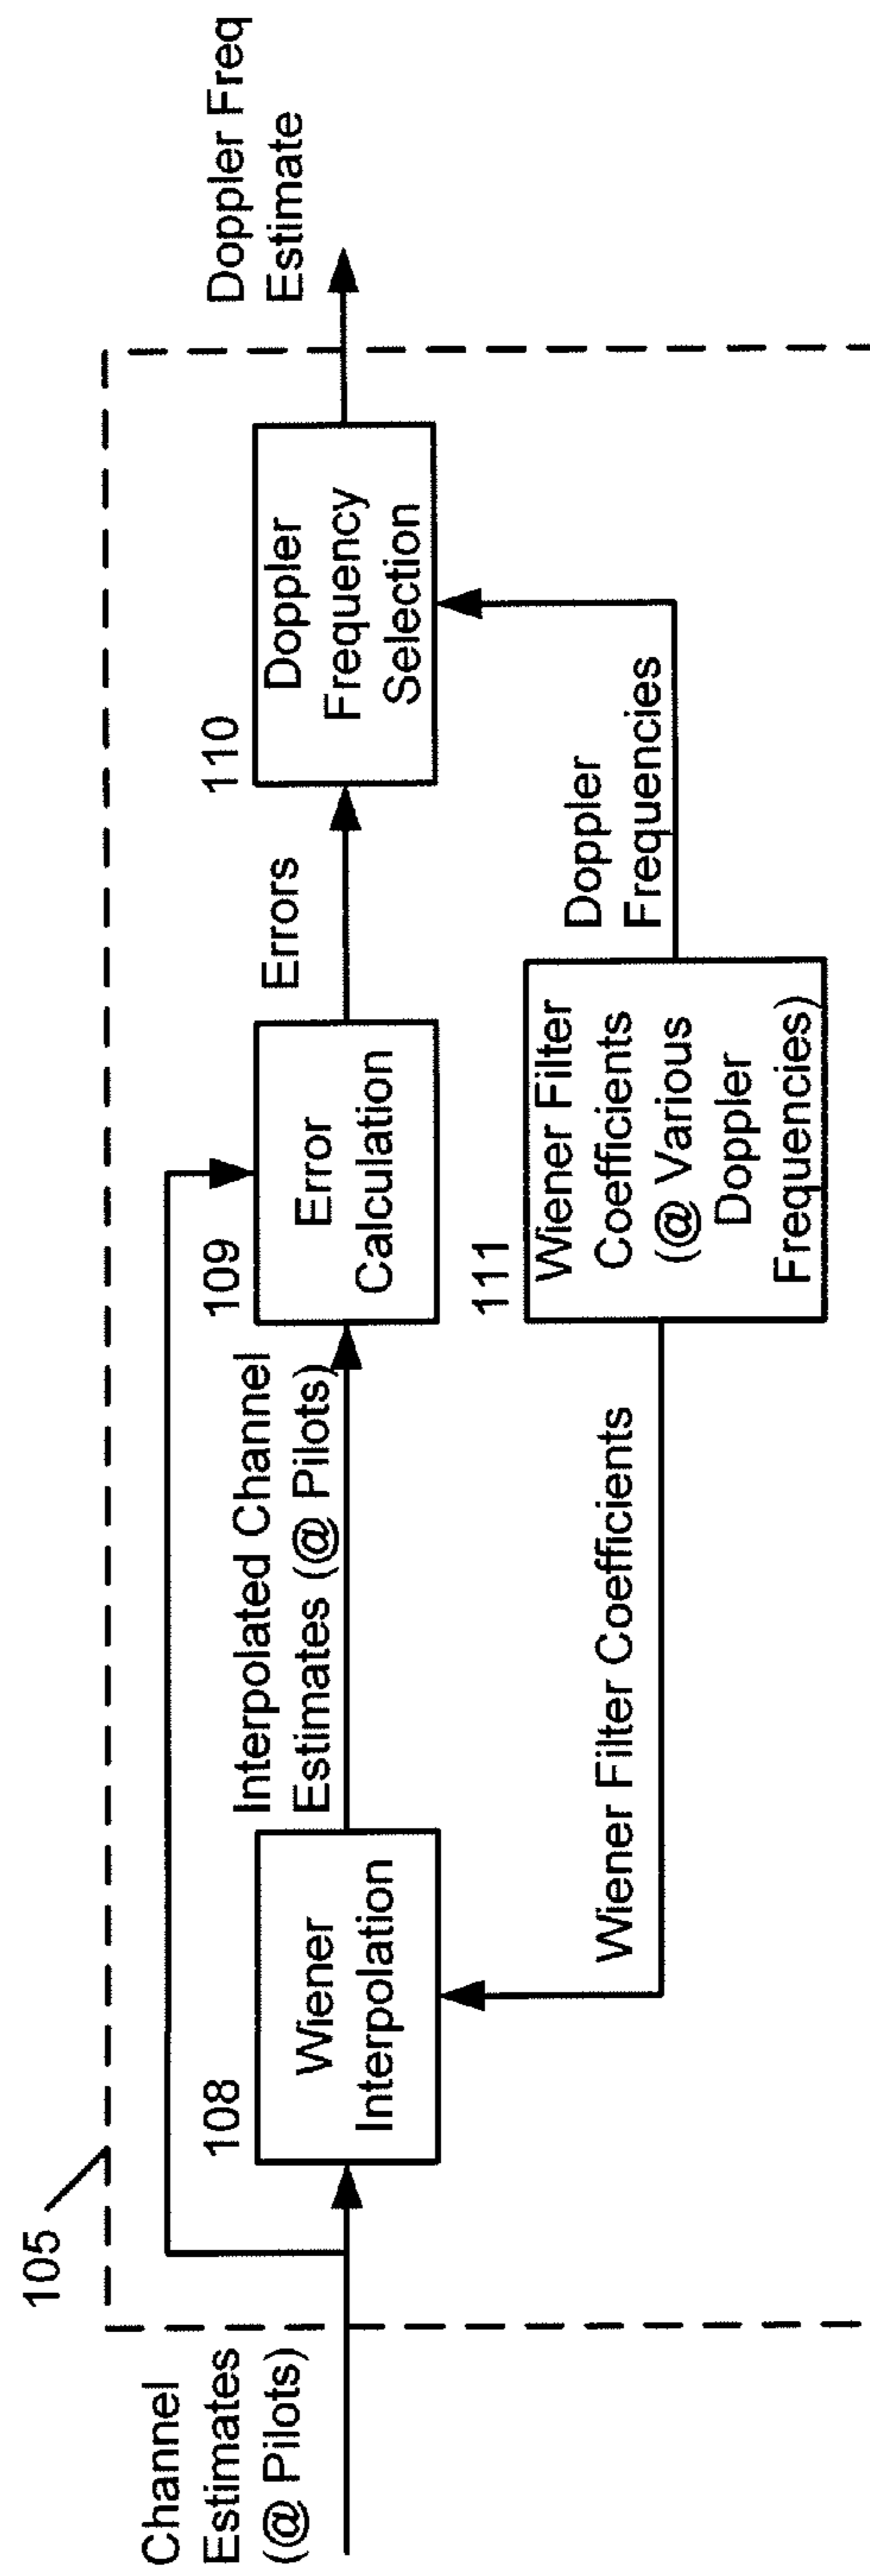 105
Channel
Estimates
(@ Pilots)
108
Wiener
Interpolation
Interpolated Channel
Estimates (@ Pilots)
109
Error
Calculation
Errors
110
Doppler
Frequency
Selection
Doppler Freq
Estimate
Wiener Filter Coefficients
111
Wiener Filter
Coefficients
(@ Various
Doppler
Frequencies)
Doppler
Frequencies